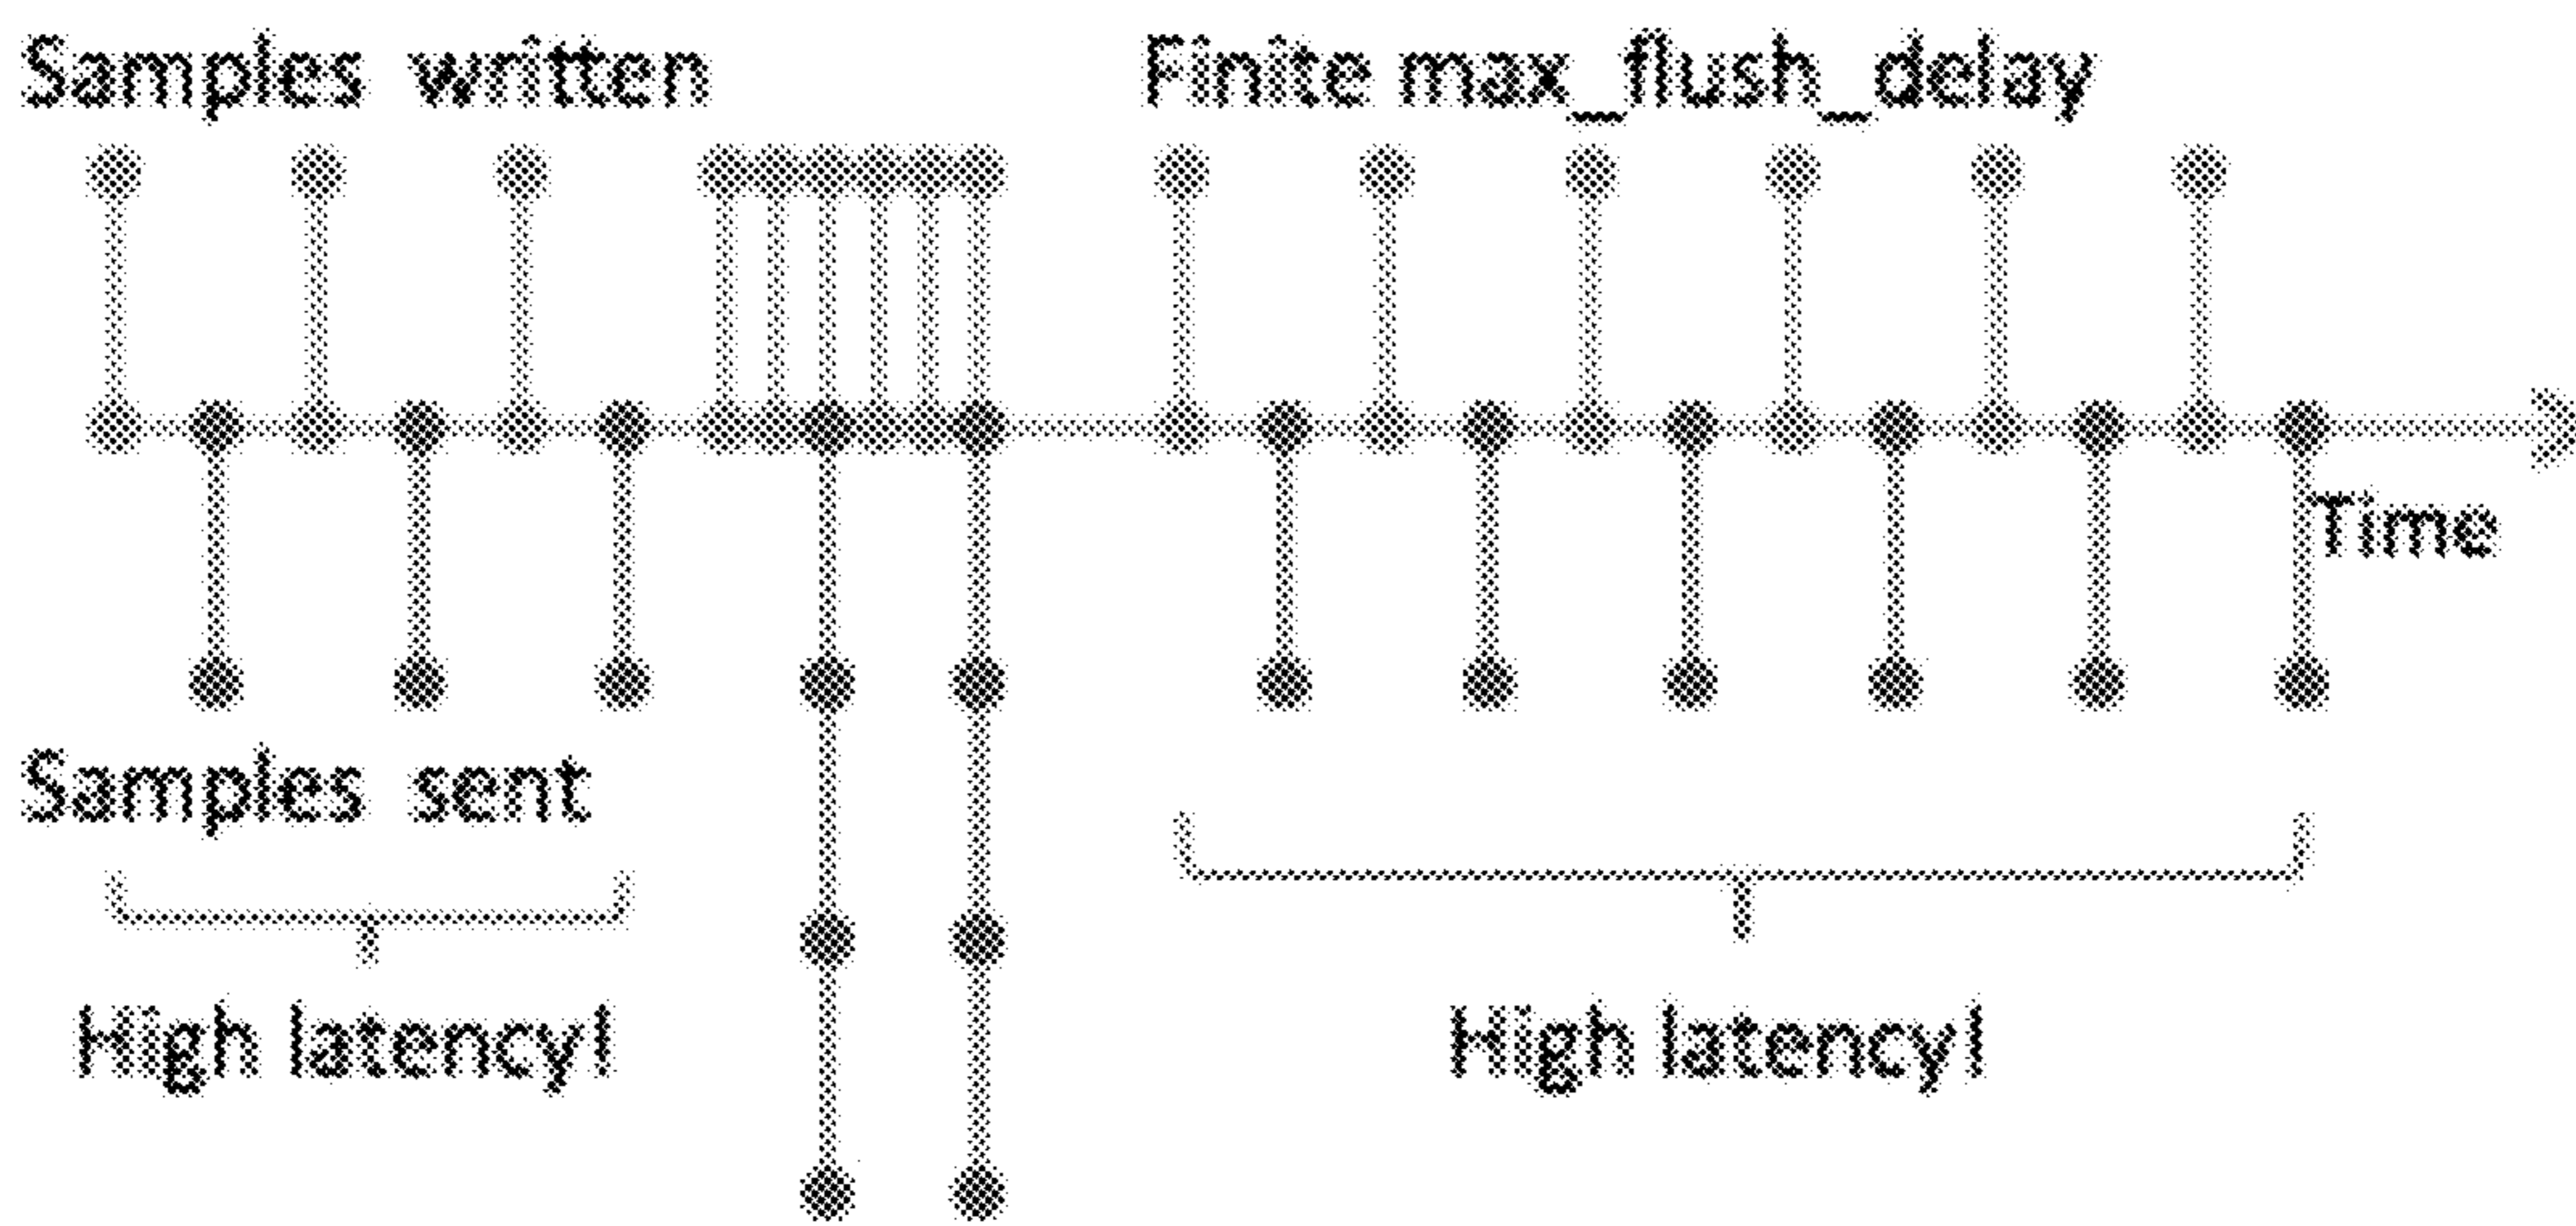 Samples written
Finite max_flush_delay
Time
Samples sent
High latency!
High latency!